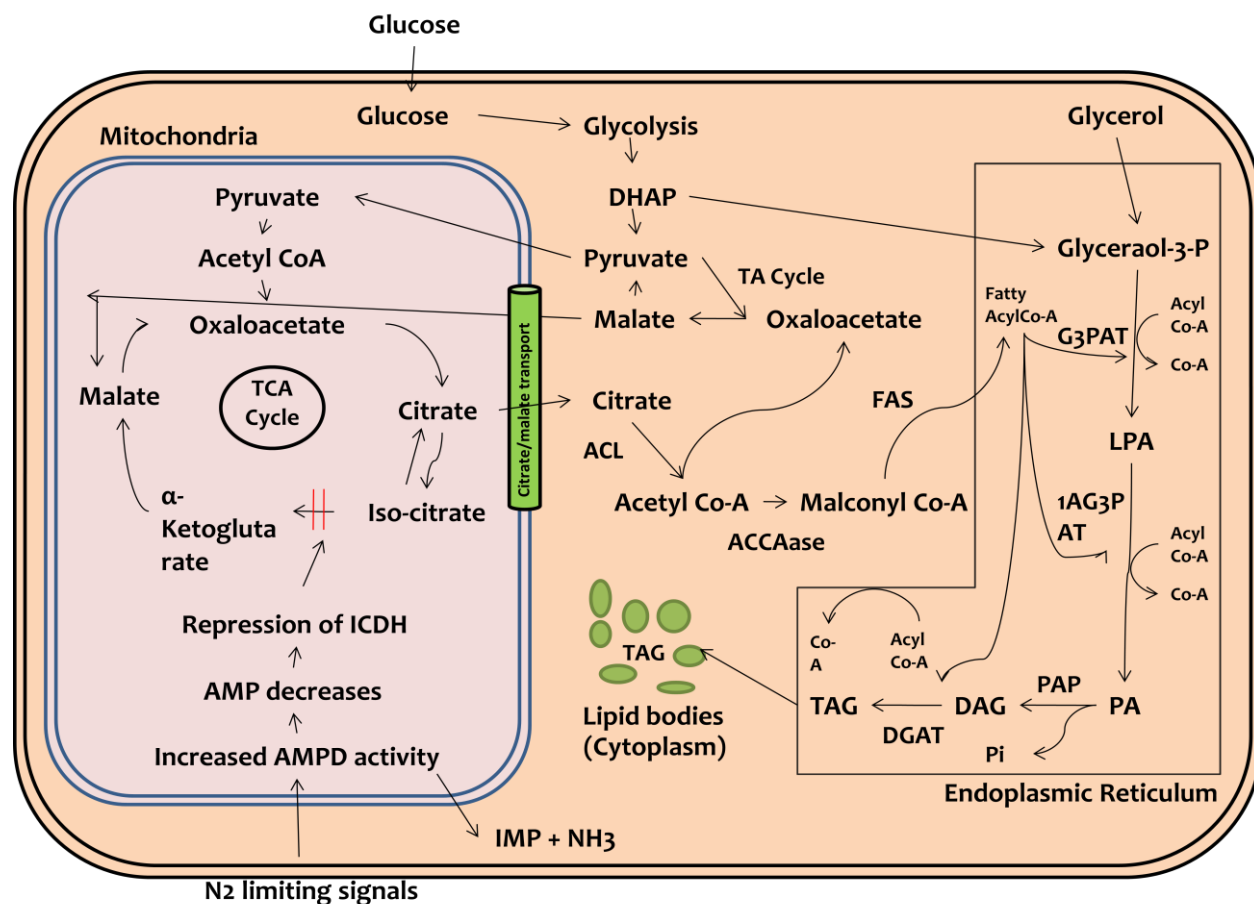 Glucose
Glucose
Glycolysis
Glycerol
Mitochondria
Pyruvate
DHAP
Acetyl CoA
Pyruvate
TA Cycle
Glyceraol-3-P
Oxaloacetate
Malate
Oxaloacetate
Fatty
AcylCo-A
G3PAT
Acyl
Co-A
Co-A
Malate
TCA
Cycle
Citrate
Citrate/malate transport
Citrate
ACL
FAS
LPA
α-
Ketogluta
rate
Iso-citrate
Acetyl Co-A
Malconyl Co-A
ACCAase
1AG3P
AT
Acyl
Co-A
Co-A
Repression of ICDH
AMP decreases
Increased AMPD activity
IMP + NH3
N2 limiting signals
TAG
Lipid bodies
(Cytoplasm)
Co-
A
Acyl
Co-A
TAG
DGAT
DAG
PAP
PA
Pi
Endoplasmic Reticulum